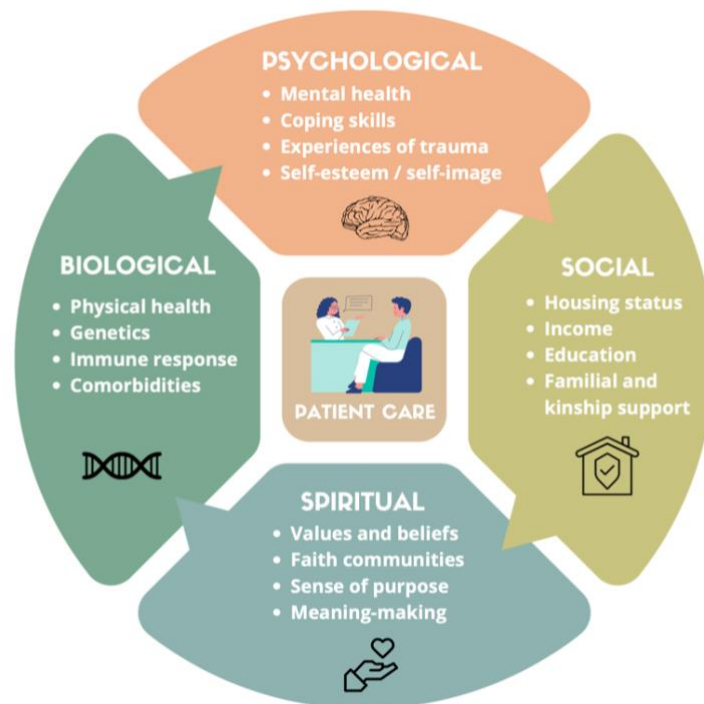 PSYCHOLOGICAL
• Mental health
• Coping skills
• Experiences of trauma
• Self-esteem / self-image
BIOLOGICAL
• Physical health
• Genetics
• Immune response
• Comorbidities
SOCIAL
• Housing status
• Income
• Education
• Familial and
kinship support
PATIENT CARE
SPIRITUAL
• Values and beliefs
• Faith communities
• Sense of purpose
• Meaning-making